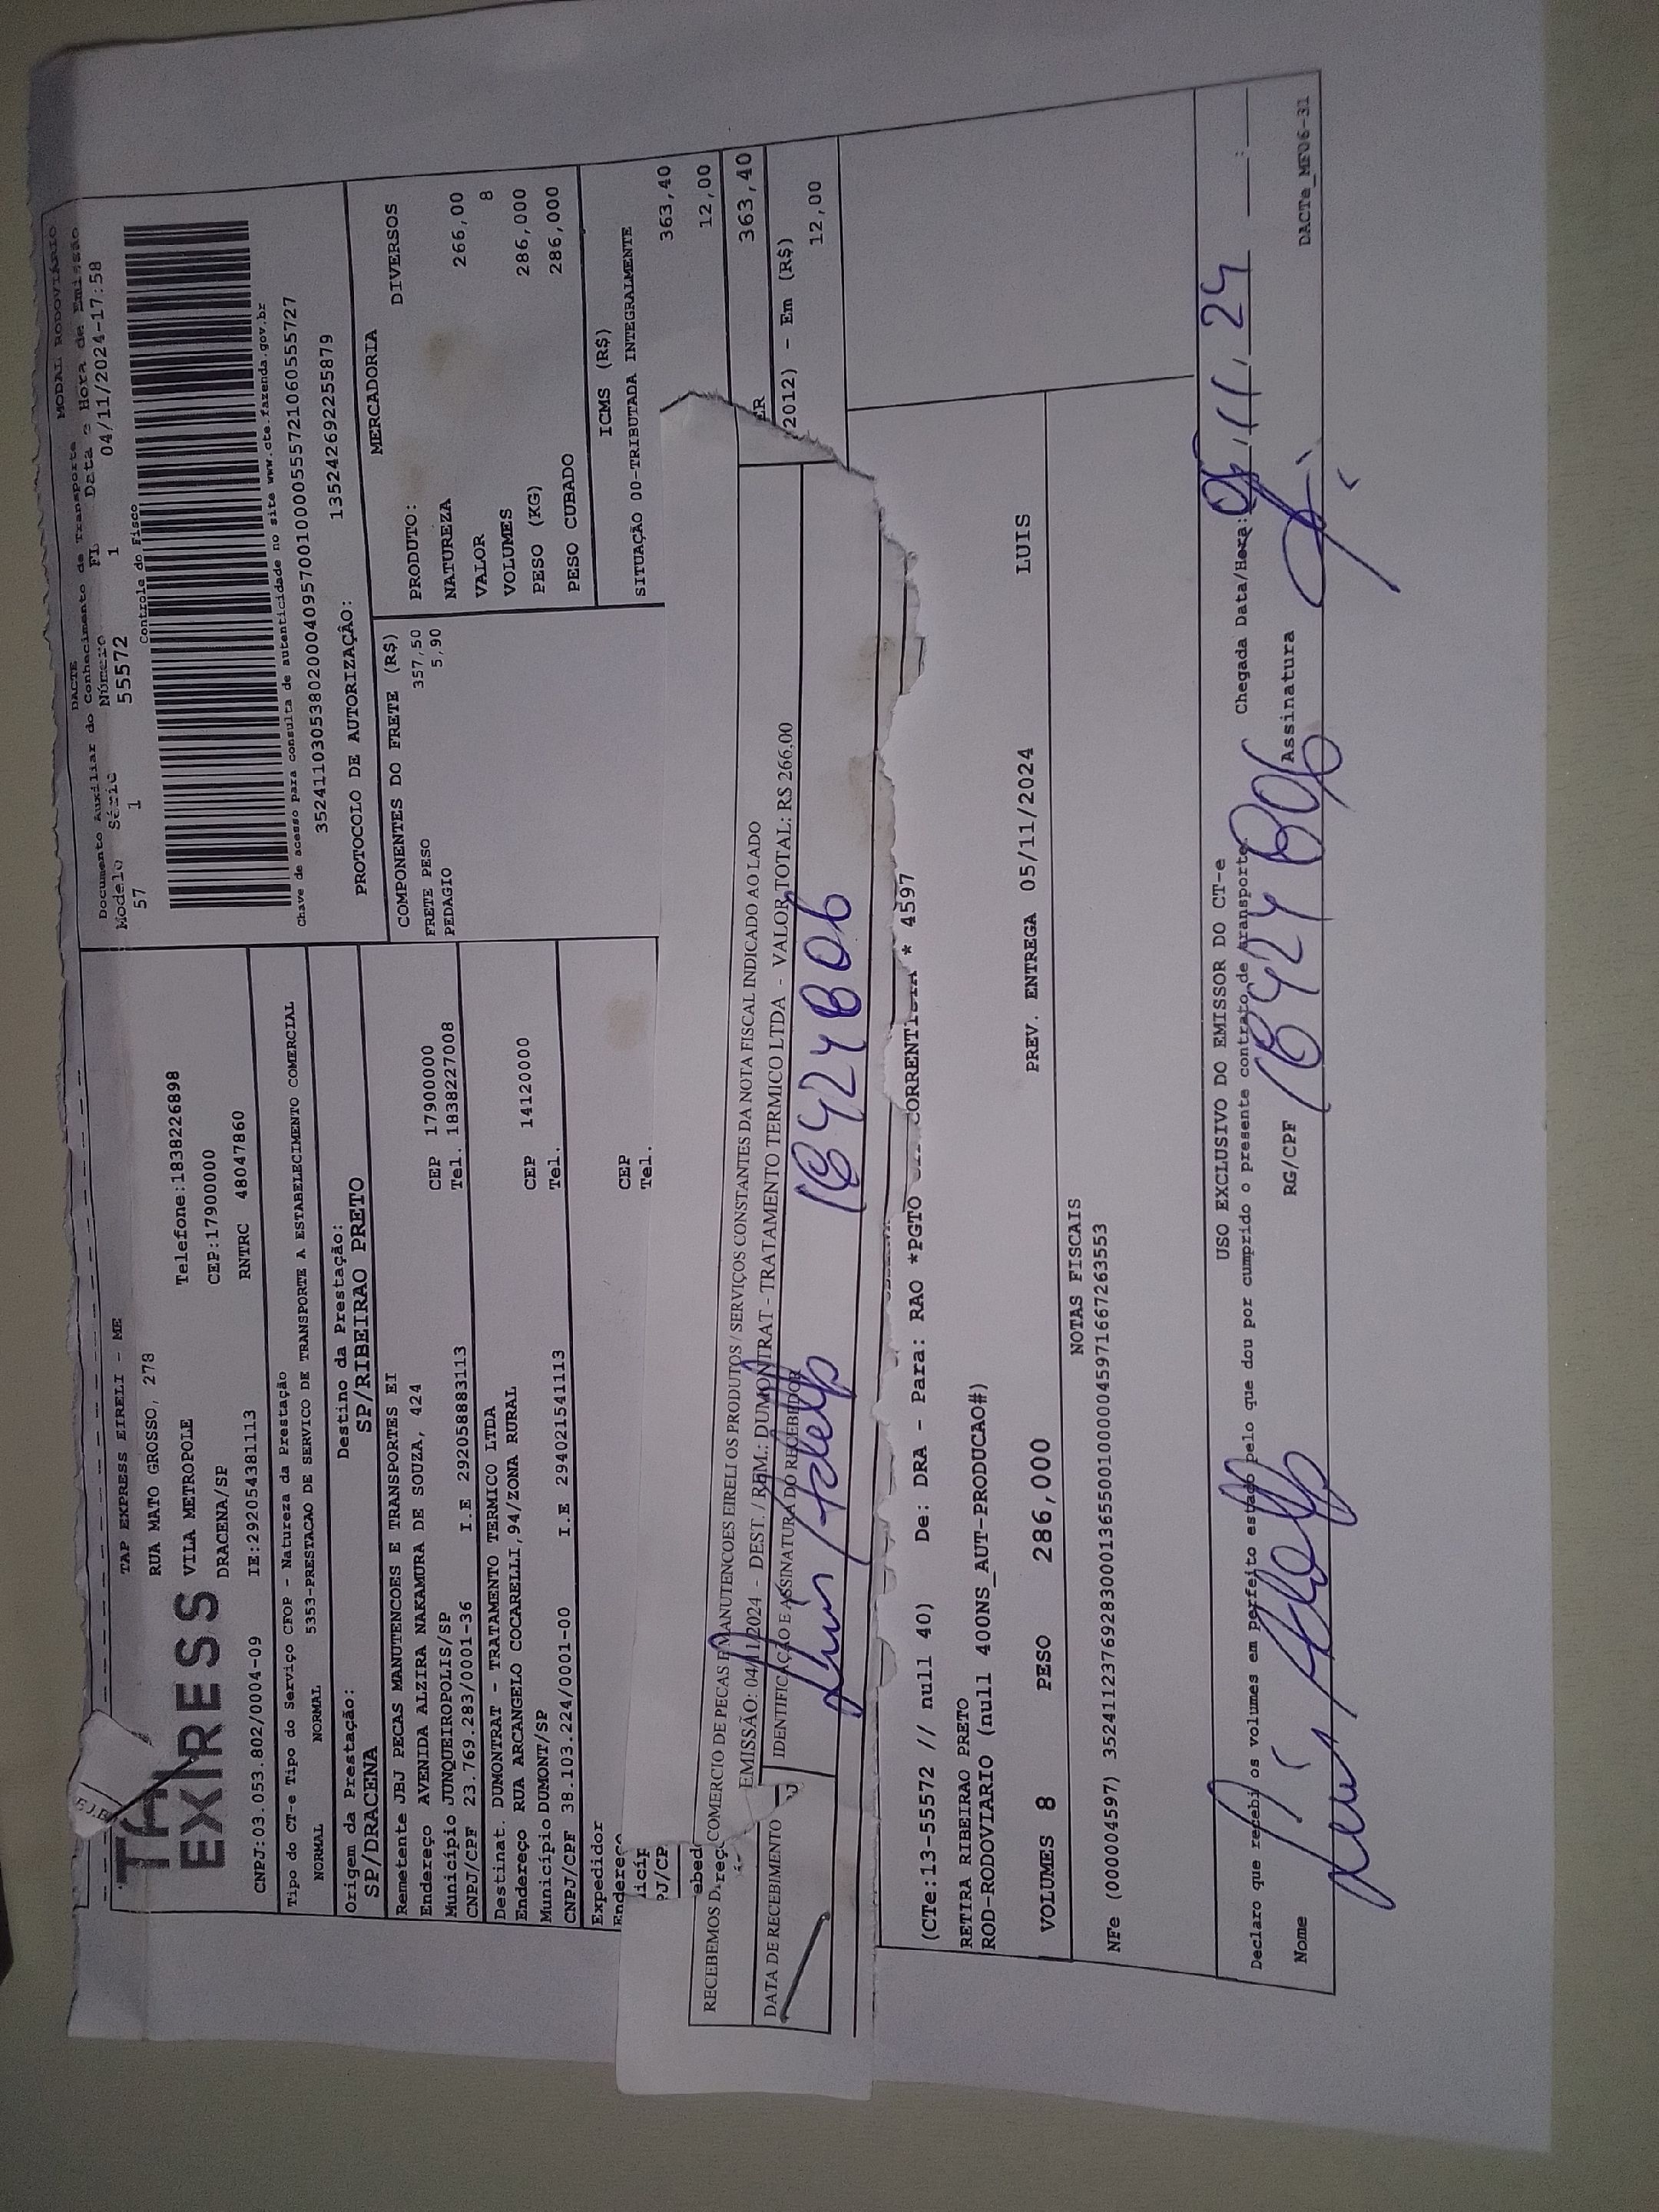 MODAL RODOVIÁRIO
DACTE
Documento Auxiliar do Conhecimento de Transporte
Modelo Série Número FL Data e Hora de Emissão
57 1 55572 1 04/11/2024-17:58
Controle do Fisco
Chave de acesso para consulta de autenticidade no site www.cte.fazenda.gov.br
35241103053802000409570010000555721060555727
PROTOCOLO DE AUTORIZAÇÃO: 135242692255879
TAP EXPRESS EIRELI - ME
EXPRESS
RUA MATO GROSSO, 278
VILA METROPOLE Telefone:1838226898
DRACENA/SP CEP:17900000
CNPJ:03.053.802/0004-09 IE:292054381113 RNTRC 48047860
Tipo do CT-e Tipo do Serviço CFOP - Natureza da Prestação
NORMAL NORMAL 5353-PRESTACAO DE SERVICO DE TRANSPORTE A ESTABELECIMENTO COMERCIAL
Origem da Prestação: Destino da Prestação:
SP/DRACENA SP/RIBEIRAO PRETO
Remetente JBJ PECAS MANUTENCOES E TRANSPORTES EI
Endereço AVENIDA ALZIRA NAKAMURA DE SOUZA, 424
Município JUNQUEIROPOLIS/SP CEP 17900000
CNPJ/CPF 23.769.283/0001-36 I.E 292058883113 Tel. 1838227008
Destinat. DUMONTRAT - TRATAMENTO TERMICO LTDA
Endereço RUA ARCANGELO COCARELLI,94/ZONA RURAL
Município DUMONT/SP CEP 14120000
CNPJ/CPF 38.103.224/0001-00 I.E 294021541113 Tel.
Expedidor
Endereço
CEP
Tel.
COMPONENTES DO FRETE (R$)
FRETE PESO 357,50
PEDAGIO 5,90
MERCADORIA
PRODUTO: DIVERSOS
NATUREZA
VALOR 266,00
VOLUMES 8
PESO (KG) 286,000
PESO CUBADO 286,000
ICMS (R$)
SITUAÇÃO 00-TRIBUTADA INTEGRALMENTE
363,40
12,00
363,40
2012) - Em (R$)
12,00
RECEBEMOS D COMERCIO DE PECAS E MANUTENCOES EIRELI OS PRODUTOS / SERVIÇOS CONSTANTES DA NOTA FISCAL INDICADO AO LADO
EMISSÃO: 04/11/2024 - DEST. / REM.: DUMONTRAT - TRATAMENTO TERMICO LTDA - VALOR TOTAL: R$ 266,00
DATA DE RECEBIMENTO IDENTIFICAÇÃO E ASSINATURA DO RECEBEDOR
(CTe:13-55572 // null 40) De: DRA - Para: RAO *PGTO CORRENTISTA * 4597
RETIRA RIBEIRAO PRETO
ROD-RODOVIARIO (null 400NS_AUT-PRODUCAO#)
VOLUMES 8 PESO 286,000 PREV. ENTREGA 05/11/2024 LUIS
NOTAS FISCAIS
NFe (000004597) 35241123769283000136550010000045971667263553
USO EXCLUSIVO DO EMISSOR DO CT-e
Declaro que recebi os volumes em perfeito estado pelo que dou por cumprido o presente contrato de transporte Chegada Data/Hora:
Nome RG/CPF Assinatura
DACTe_MF06-31